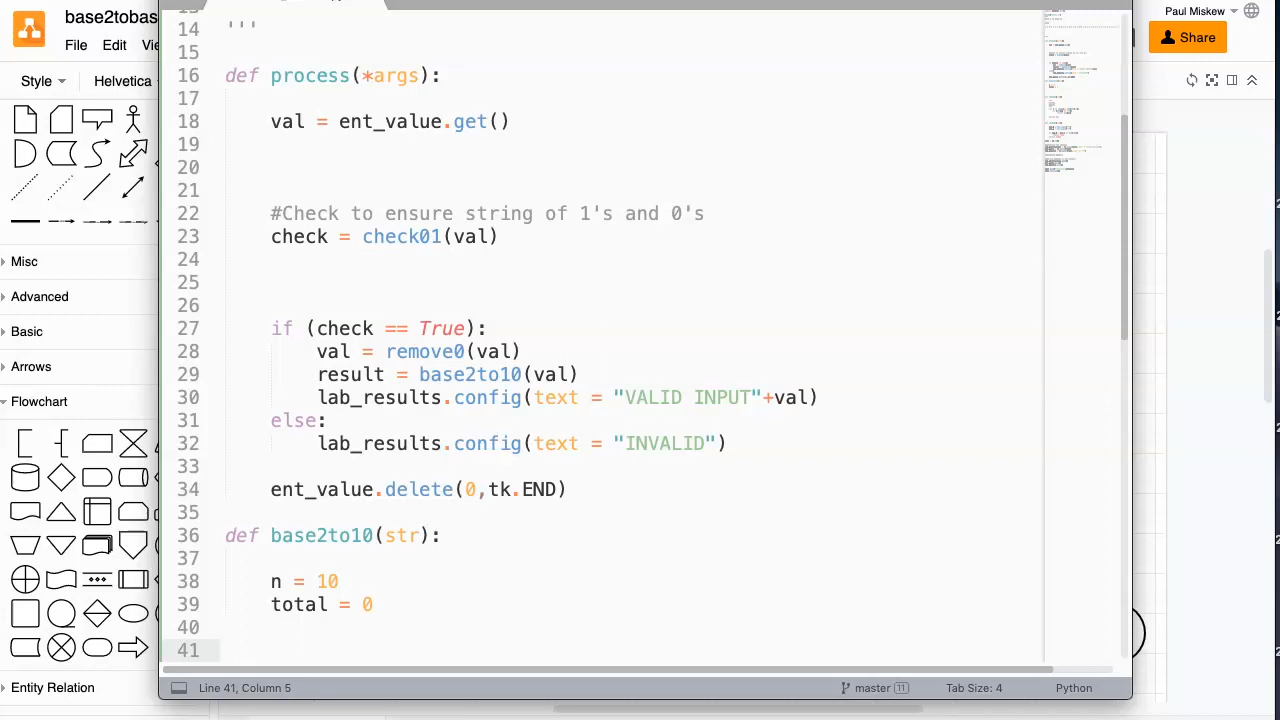 base2tobas
File Edit Vi
Paul Miskew
Share
Style Helvetica
Misc
Advanced
Basic
Arrows
Flowchart
Entity Relation
14 '''
15
16 def process(*args):
17
18 val = ent_value.get()
19
20
21
22 #Check to ensure string of 1's and 0's
23 check = check01(val)
24
25
26
27 if (check == True):
28 val = remove0(val)
29 result = base2to10(val)
30 lab_results.config(text = "VALID INPUT"+val)
31 else:
32 lab_results.config(text = "INVALID")
33
34 ent_value.delete(0,tk.END)
35
36 def base2to10(str):
37
38 n = 10
39 total = 0
40
41
Line 41, Column 5 master 11 Tab Size: 4 Python